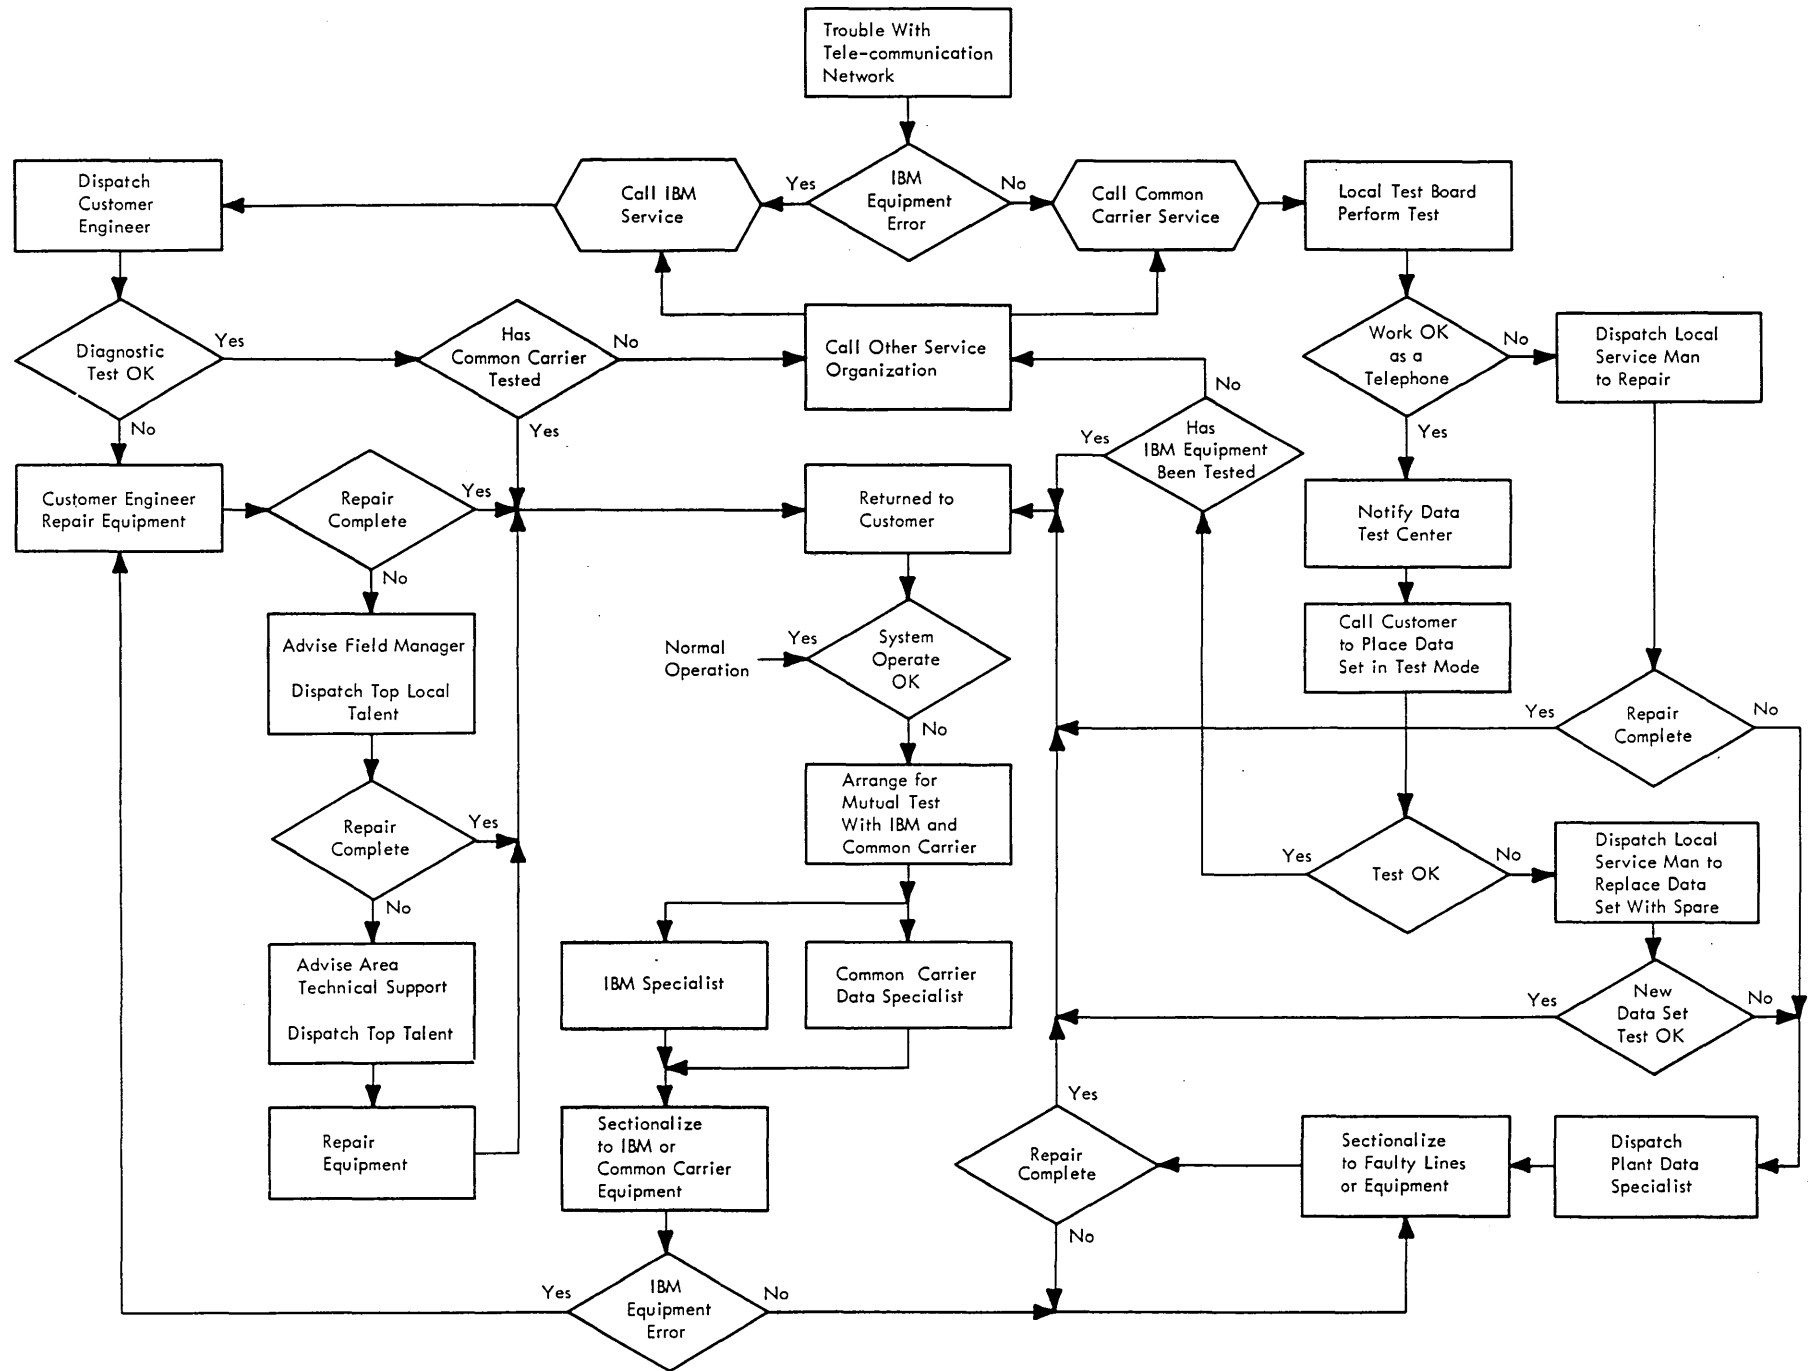 Trouble With
Tele-communication
Network
IBM
Equipment
Error
Yes
No
Call IBM
Service
Call Common
Carrier Service
Dispatch
Customer
Engineer
Local Test Board
Perform Test
Diagnostic
Test OK
Yes
No
Has
Common Carrier
Tested
No
Yes
Call Other Service
Organization
Work OK
as a
Telephone
No
Yes
Dispatch Local
Service Man
to Repair
Has
IBM Equipment
Been Tested
No
Yes
Customer Engineer
Repair Equipment
Repair
Complete
Yes
No
Returned to
Customer
Notify Data
Test Center
Call Customer
to Place Data
Set in Test Mode
Advise Field Manager
Dispatch Top Local
Talent
Normal
Operation
Yes
System
Operate
OK
No
Yes
Repair
Complete
No
Arrange for
Mutual Test
With IBM and
Common Carrier
Repair
Complete
Yes
No
Yes
Test OK
No
Dispatch Local
Service Man to
Replace Data
Set With Spare
Advise Area
Technical Support
Dispatch Top Talent
IBM Specialist
Common Carrier
Data Specialist
Yes
New
Data Set
Test OK
No
Repair
Equipment
Sectionalize
to IBM or
Common Carrier
Equipment
Yes
Repair
Complete
No
Sectionalize
to Faulty Lines
or Equipment
Dispatch
Plant Data
Specialist
Yes
IBM
Equipment
Error
No